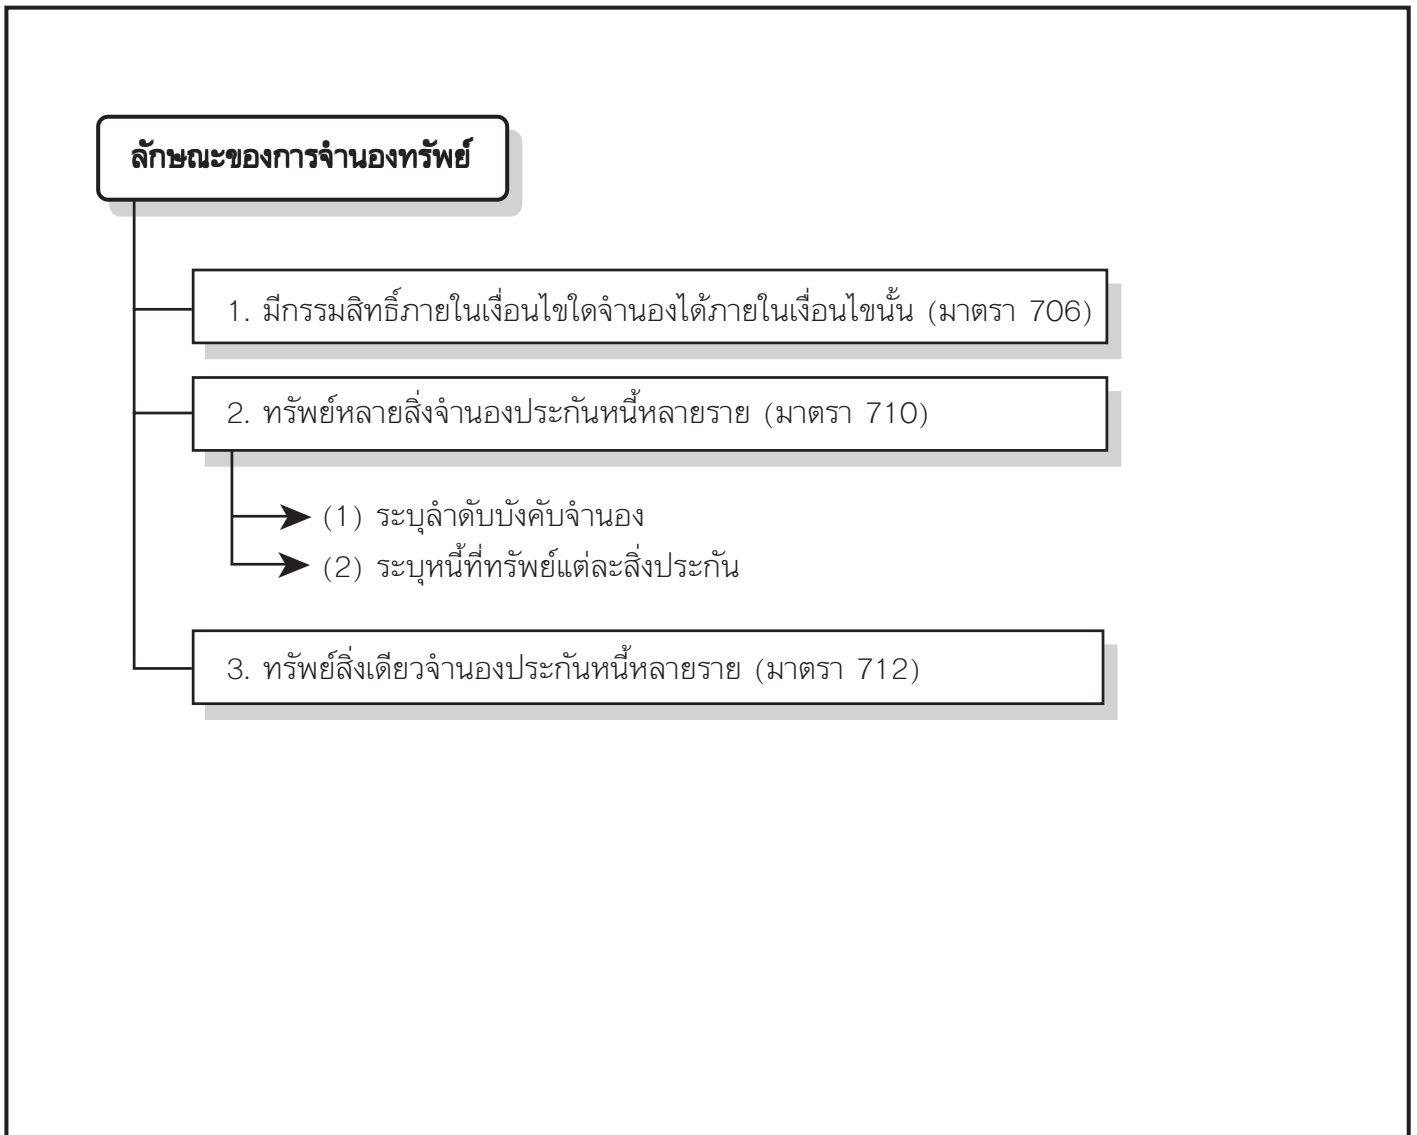 ลักษณะของการจำนองทรัพย์
1. มีกรรมสิทธิ์ภายในเงื่อนไขใดจำนองได้ภายในเงื่อนไขนั้น (มาตรา 706)
2. ทรัพย์หลายสิ่งจำนองประกันหนี้หลายราย (มาตรา 710)
(1) ระบุลำดับบังคับจำนอง
(2) ระบุหนี้ที่ทรัพย์แต่ละสิ่งประกัน
3. ทรัพย์สิ่งเดียวจำนองประกันหนี้หลายราย (มาตรา 712)